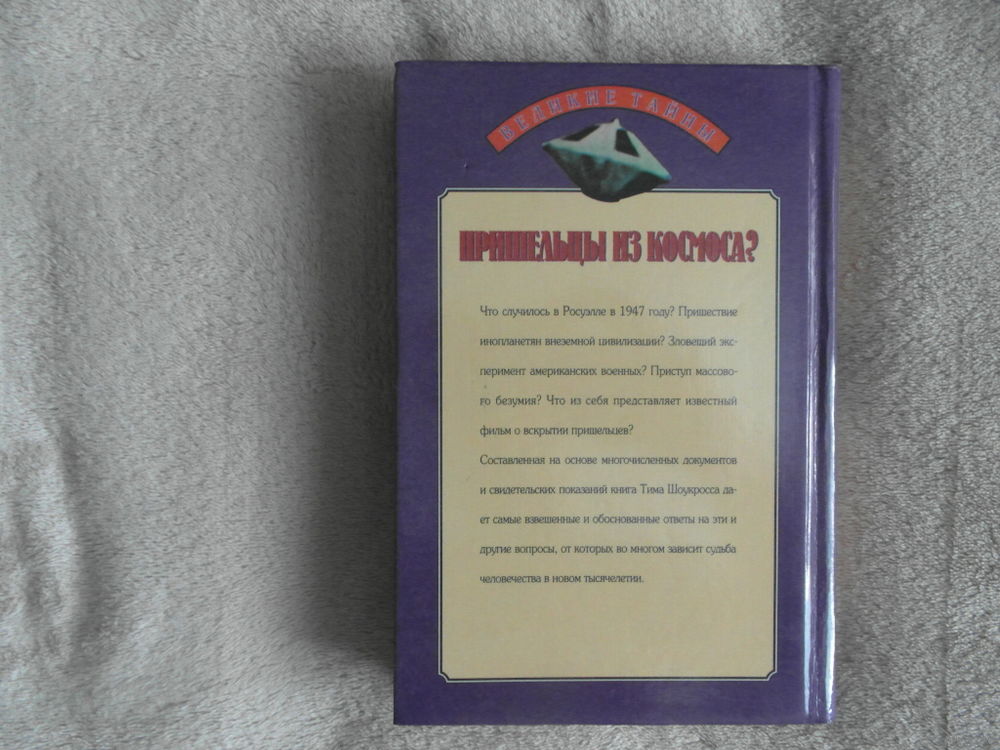 ВЕЛИКИЕ ТАЙНЫ
ПРИШЕЛЬЦЫ ИЗ КОСМОСА?
Что случилось в Росуэлле в 1947 году? Пришествие
инопланетян внеземной цивилизации? Зловещий экс-
перимент американских военных? Приступ массово-
го безумия? Что из себя представляет известный
фильм о вскрытии пришельцев?
Составленная на основе многочисленных документов
и свидетельских показаний книга Тима Шоукросса да-
ет самые взвешенные и обоснованные ответы на эти и
другие вопросы, от которых во многом зависит судьба
человечества в новом тысячелетии.